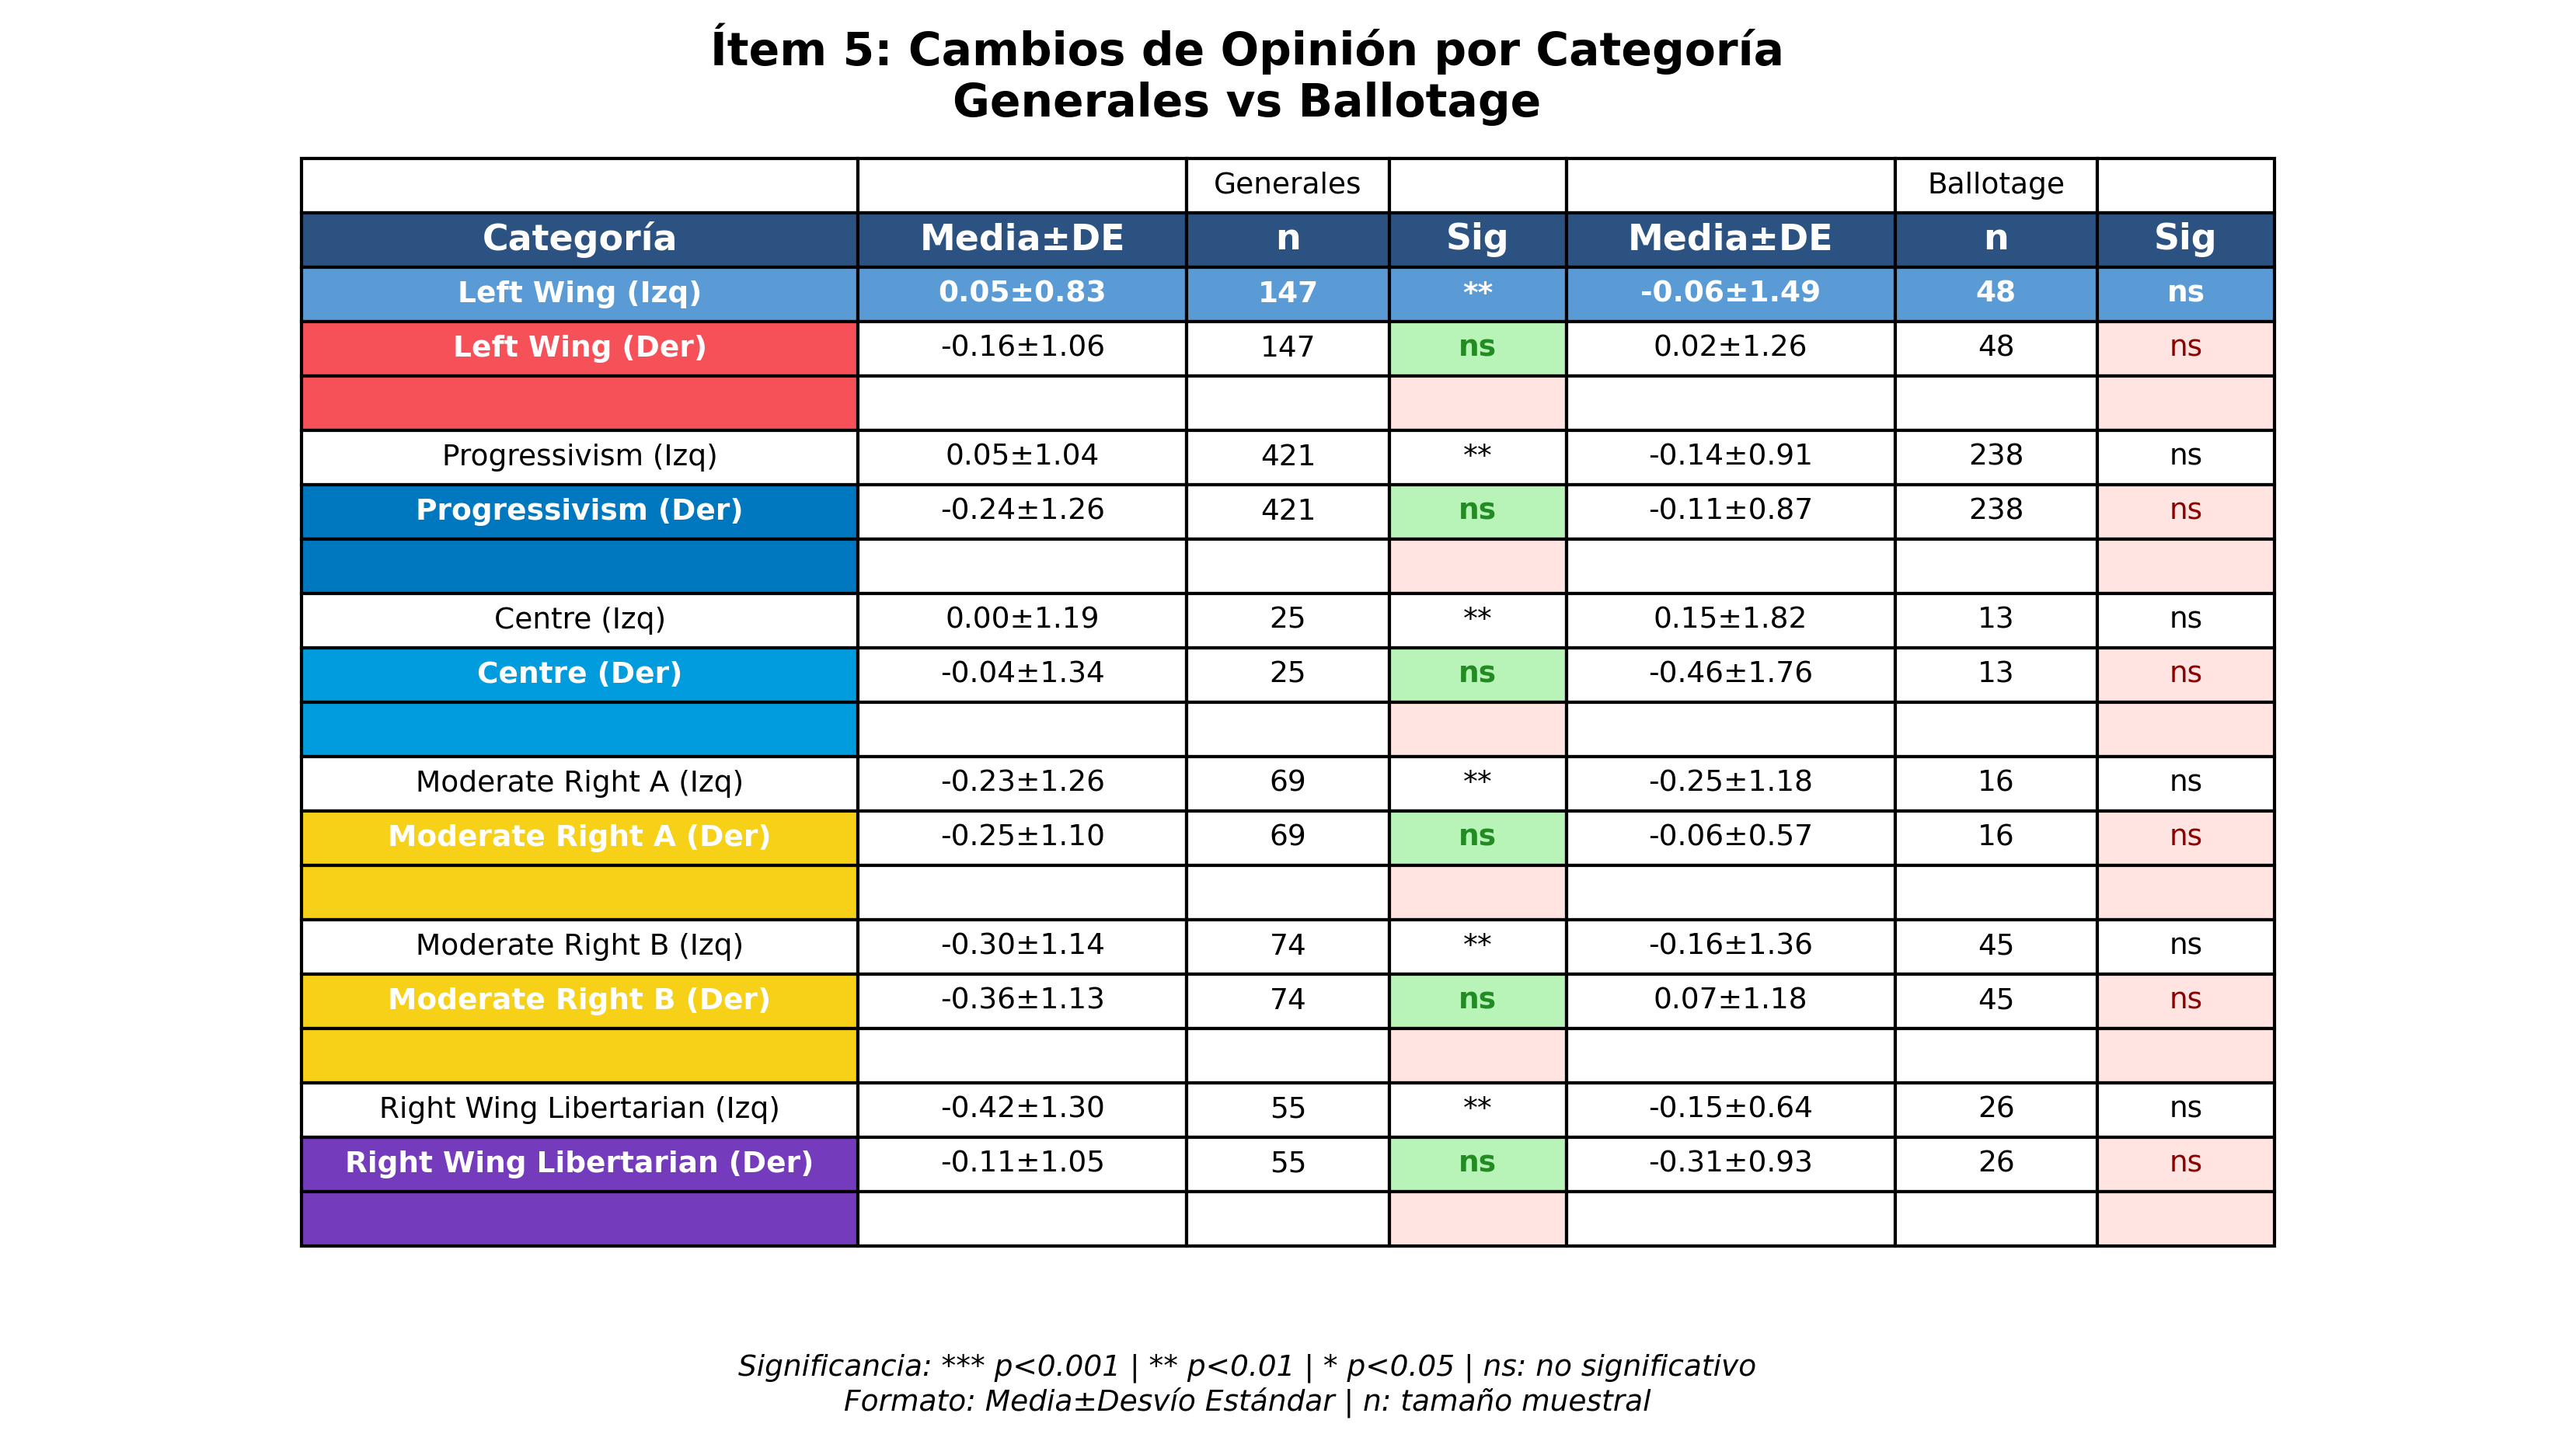 Ítem 5: Cambios de Opinión por Categoría
Generales vs Ballotage
Generales Ballotage
Categoría Media±DE n Sig Media±DE n Sig
Left Wing (Izq) 0.05±0.83 147 ** -0.06±1.49 48 ns
Left Wing (Der) -0.16±1.06 147 ns 0.02±1.26 48 ns
Progressivism (Izq) 0.05±1.04 421 ** -0.14±0.91 238 ns
Progressivism (Der) -0.24±1.26 421 ns -0.11±0.87 238 ns
Centre (Izq) 0.00±1.19 25 ** 0.15±1.82 13 ns
Centre (Der) -0.04±1.34 25 ns -0.46±1.76 13 ns
Moderate Right A (Izq) -0.23±1.26 69 ** -0.25±1.18 16 ns
Moderate Right A (Der) -0.25±1.10 69 ns -0.06±0.57 16 ns
Moderate Right B (Izq) -0.30±1.14 74 ** -0.16±1.36 45 ns
Moderate Right B (Der) -0.36±1.13 74 ns 0.07±1.18 45 ns
Right Wing Libertarian (Izq) -0.42±1.30 55 ** -0.15±0.64 26 ns
Right Wing Libertarian (Der) -0.11±1.05 55 ns -0.31±0.93 26 ns
Significancia: *** p<0.001 | ** p<0.01 | * p<0.05 | ns: no significativo
Formato: Media±Desvío Estándar | n: tamaño muestral